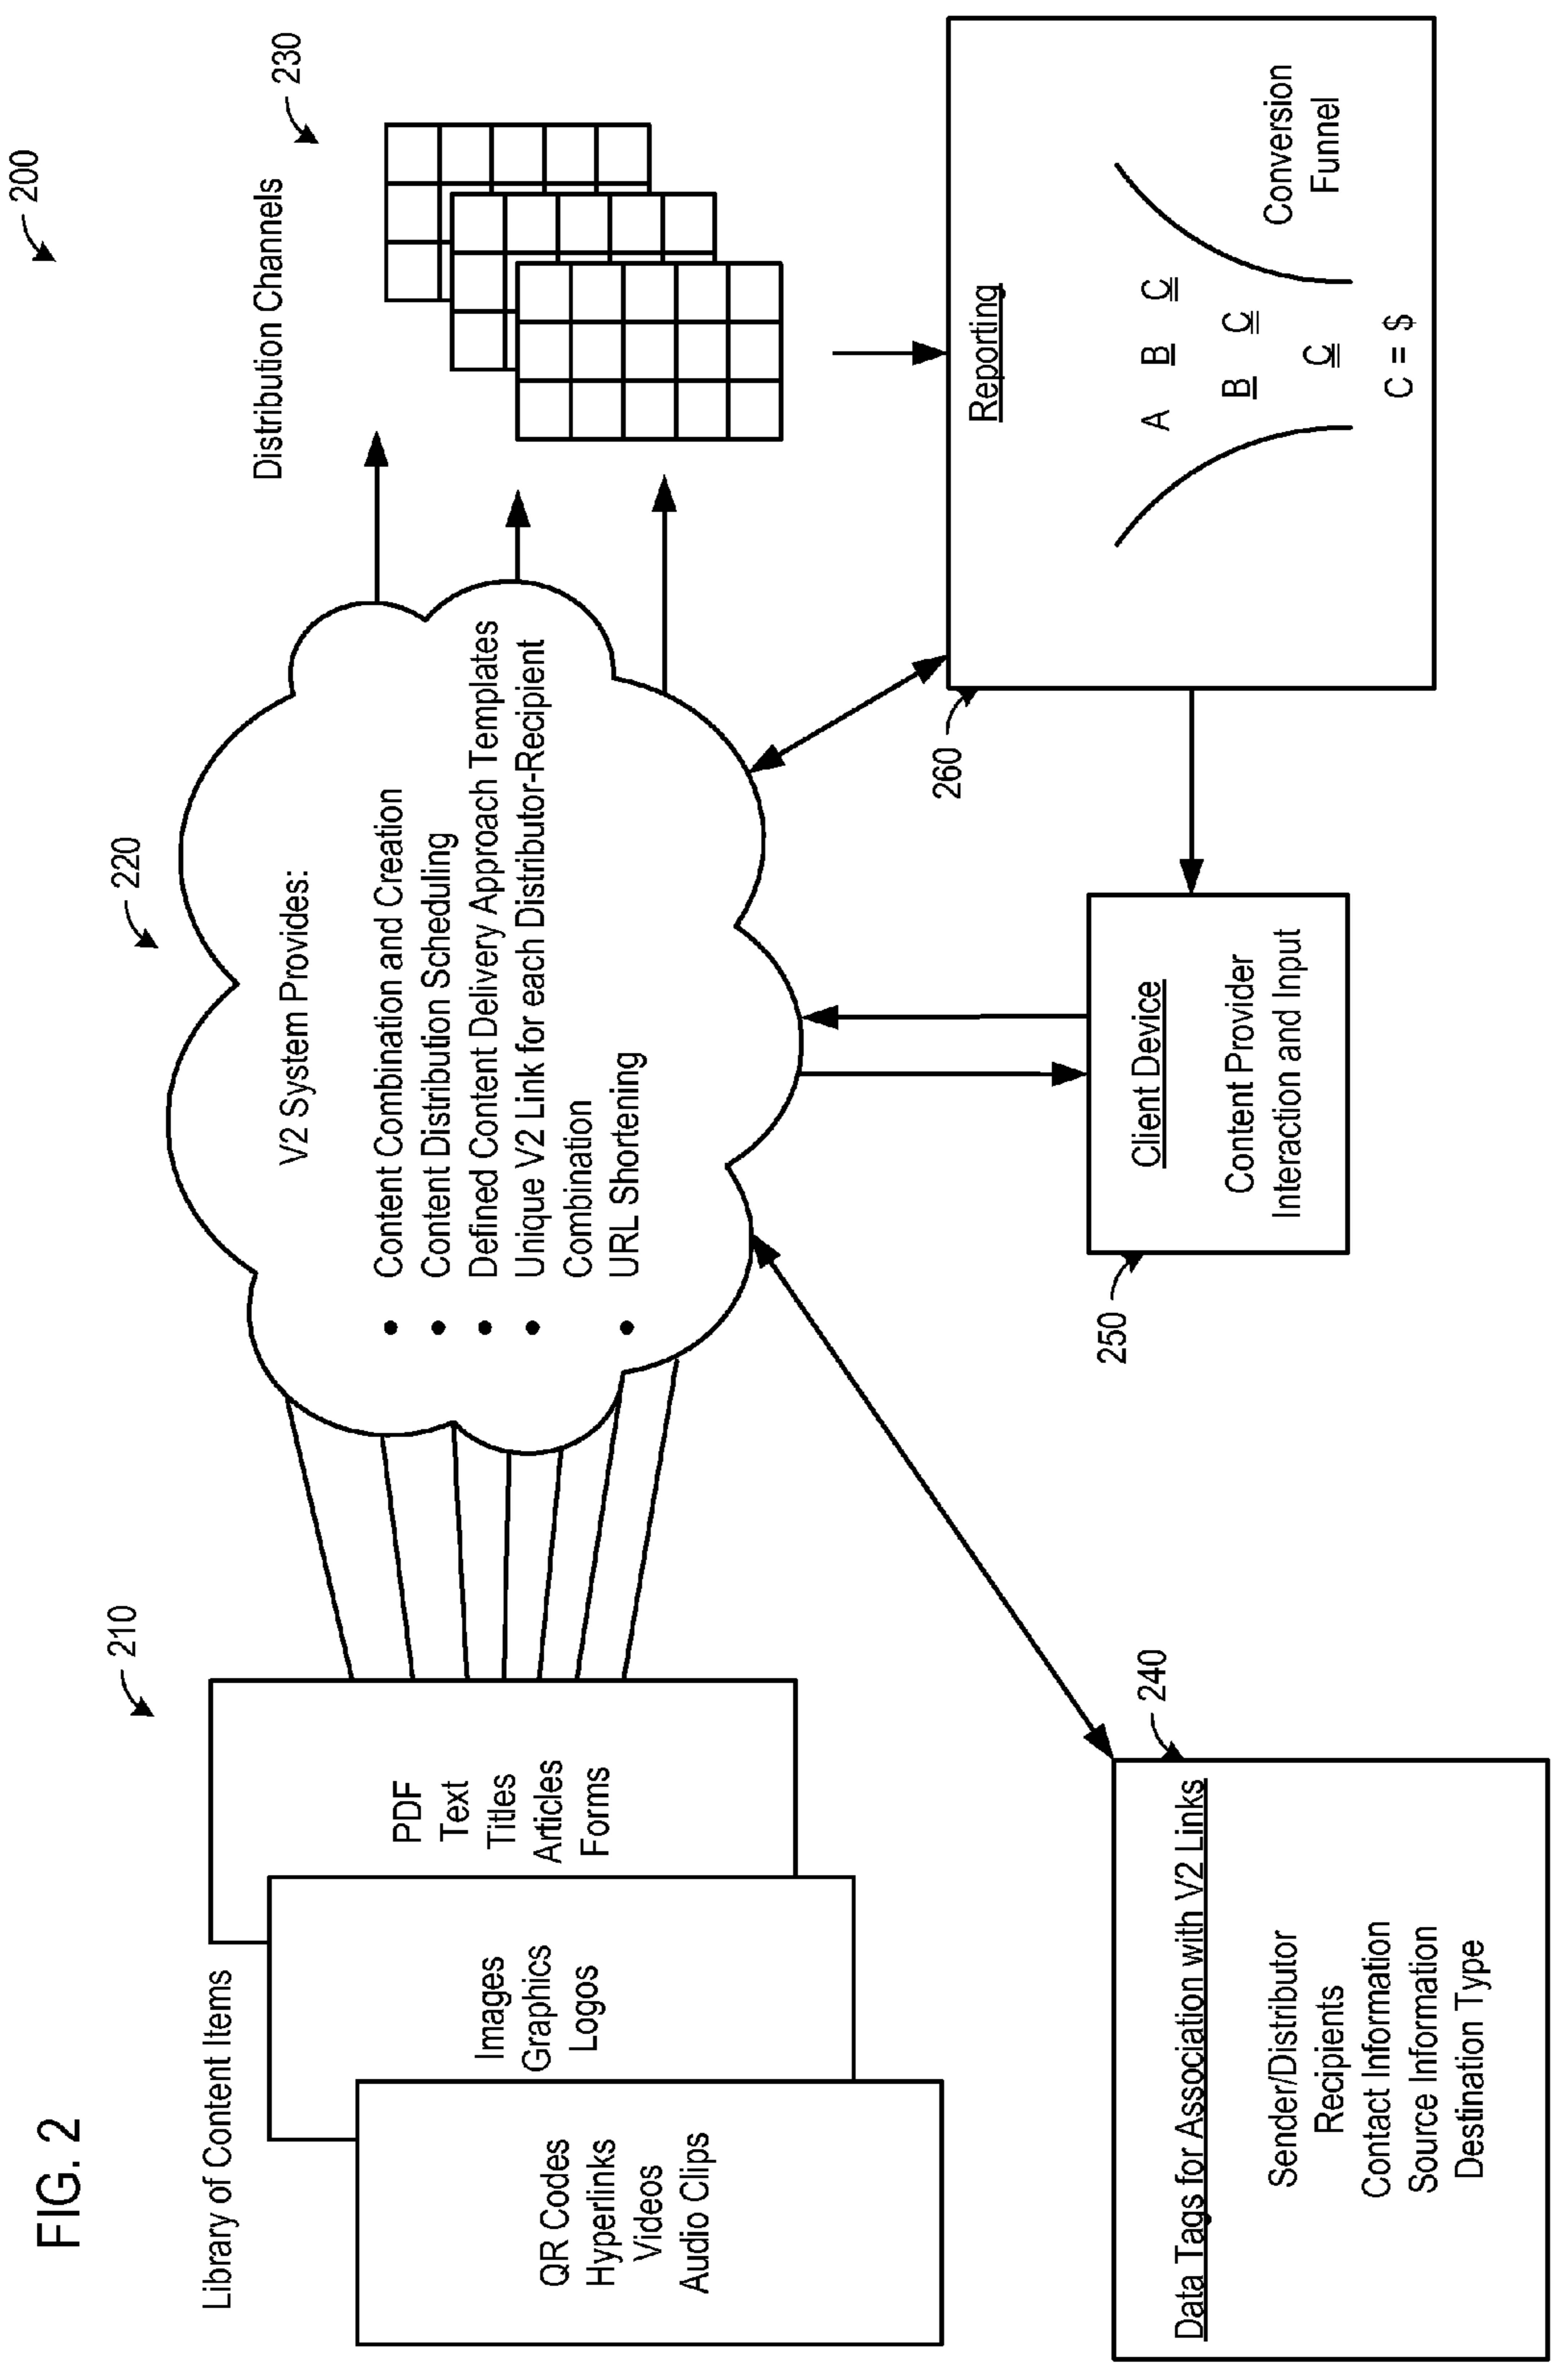 FIG. 2
200
Library of Content Items
210
PDF
Text
Titles
Articles
Forms
Images
Graphics
Logos
QR Codes
Hyperlinks
Videos
Audio Clips
220
V2 System Provides:
• Content Combination and Creation
• Content Distribution Scheduling
• Defined Content Delivery Approach Templates
• Unique V2 Link for each Distributor-Recipient
Combination
• URL Shortening
Distribution Channels
230
240
Data Tags for Association with V2 Links
Sender/Distributor
Recipients
Contact Information
Source Information
Destination Type
250
Client Device
Content Provider
Interaction and Input
260
Reporting
A B C
B C
C
C = $
Conversion
Funnel